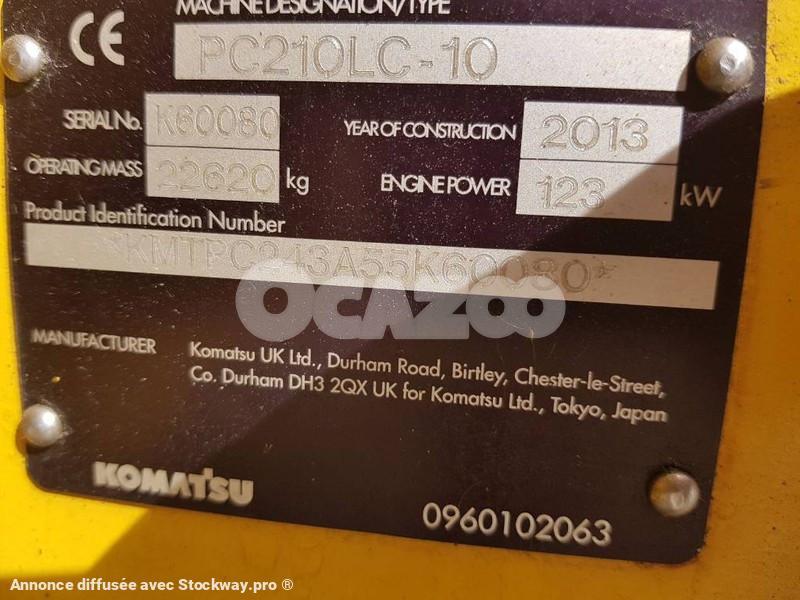 CE
MACHINE DESIGNATION/TYPE
PC210LC-10
SERIAL No. K60080 YEAR OF CONSTRUCTION 2013
OPERATING MASS 22620 kg ENGINE POWER 123 kW
Product Identification Number
*KMTPC243A55K60080*
OCAZOO
MANUFACTURER Komatsu UK Ltd., Durham Road, Birtley, Chester-le-Street,
Co. Durham DH3 2QX UK for Komatsu Ltd., Tokyo, Japan
KOMATSU
0960102063
Annonce diffusée avec Stockway.pro ®